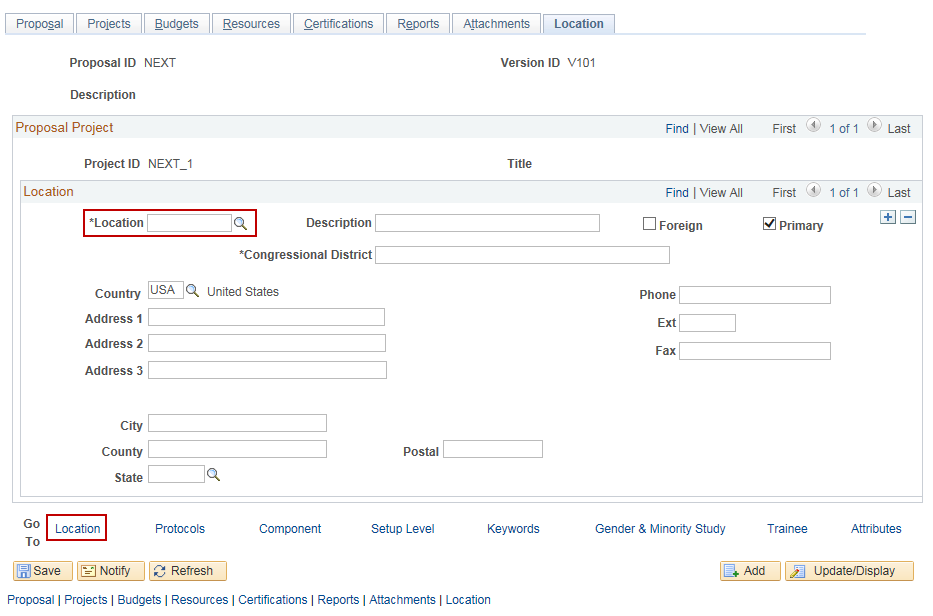 Proposal Projects Budgets Resources Certifications Reports Attachments Location
Proposal ID NEXT Version ID V101
Description
Proposal Project Find | View All First 1 of 1 Last
Project ID NEXT_1 Title
Location Find | View All First 1 of 1 Last
*Location Description Foreign Primary
*Congressional District
Country USA United States Phone
Address 1
Ext
Address 2
Fax
Address 3
City
County Postal
State
Go To Location Protocols Component Setup Level Keywords Gender & Minority Study Trainee Attributes
Save Notify Refresh Add Update/Display
Proposal | Projects | Budgets | Resources | Certifications | Reports | Attachments | Location